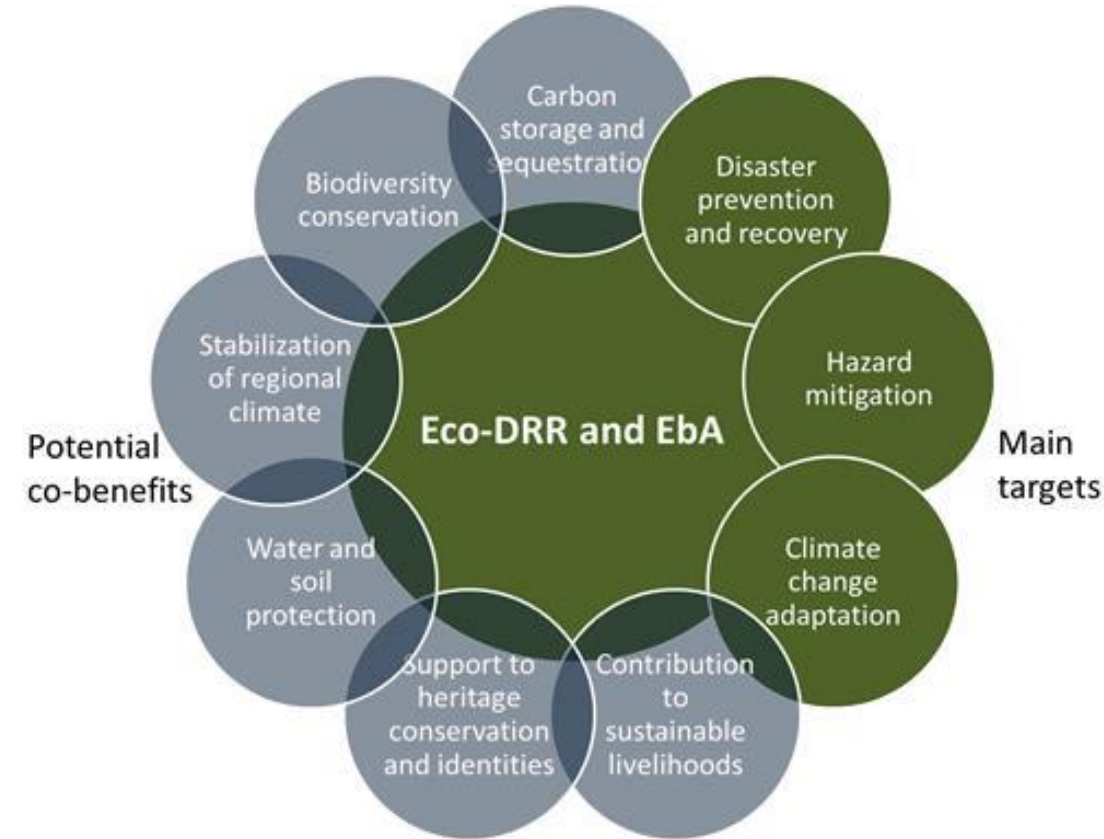 Carbon
storage and
sequestration
Disaster
prevention
and recovery
Biodiversity
conservation
Hazard
mitigation
Stabilization
of regional
climate
Eco-DRR and EbA
Potential
co-benefits
Main
targets
Water and
soil
protection
Climate
change
adaptation
Support to
heritage
conservation
and identities
Contribution
to
sustainable
livelihoods